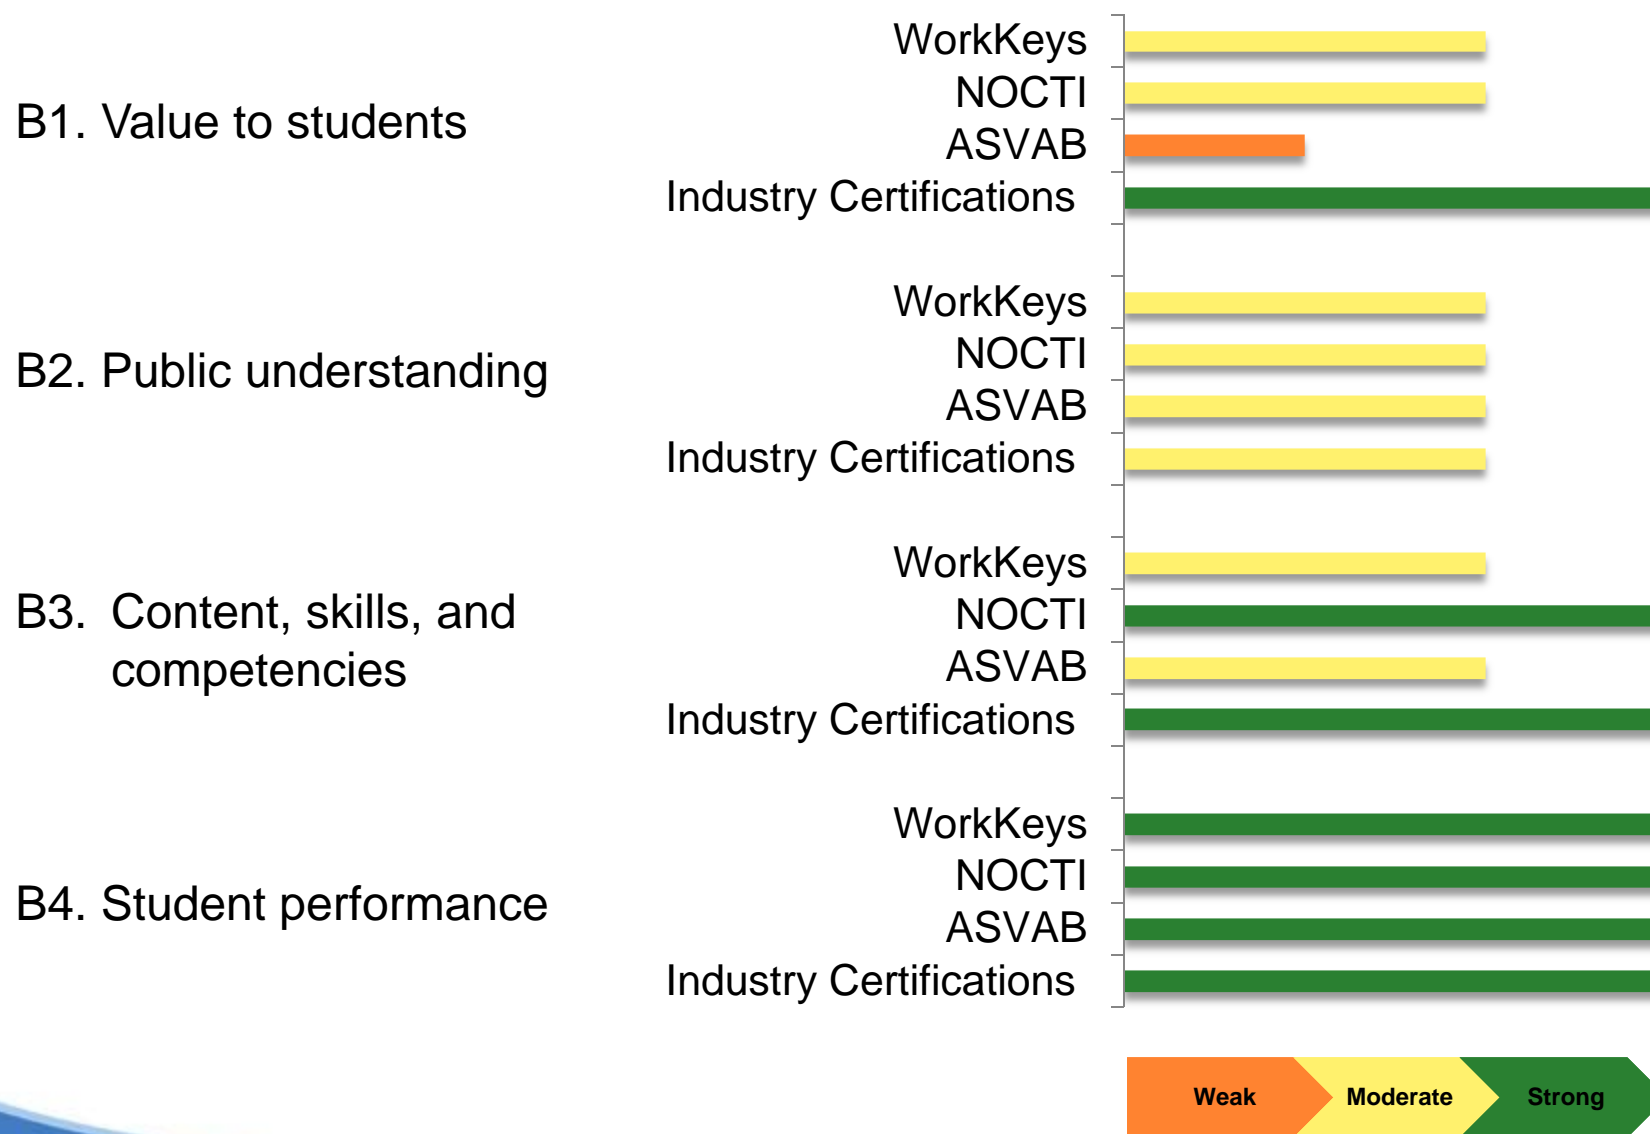 B1. Value to students
WorkKeys
NOCTI
ASVAB
Industry Certifications
B2. Public understanding
WorkKeys
NOCTI
ASVAB
Industry Certifications
B3. Content, skills, and
competencies
WorkKeys
NOCTI
ASVAB
Industry Certifications
B4. Student performance
WorkKeys
NOCTI
ASVAB
Industry Certifications
Weak Moderate Strong